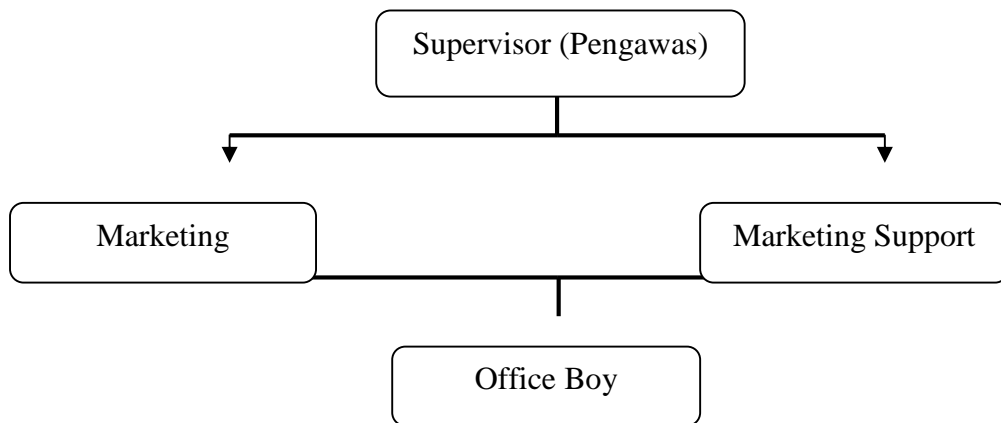 Supervisor (Pengawas)
Marketing
Marketing Support
Office Boy